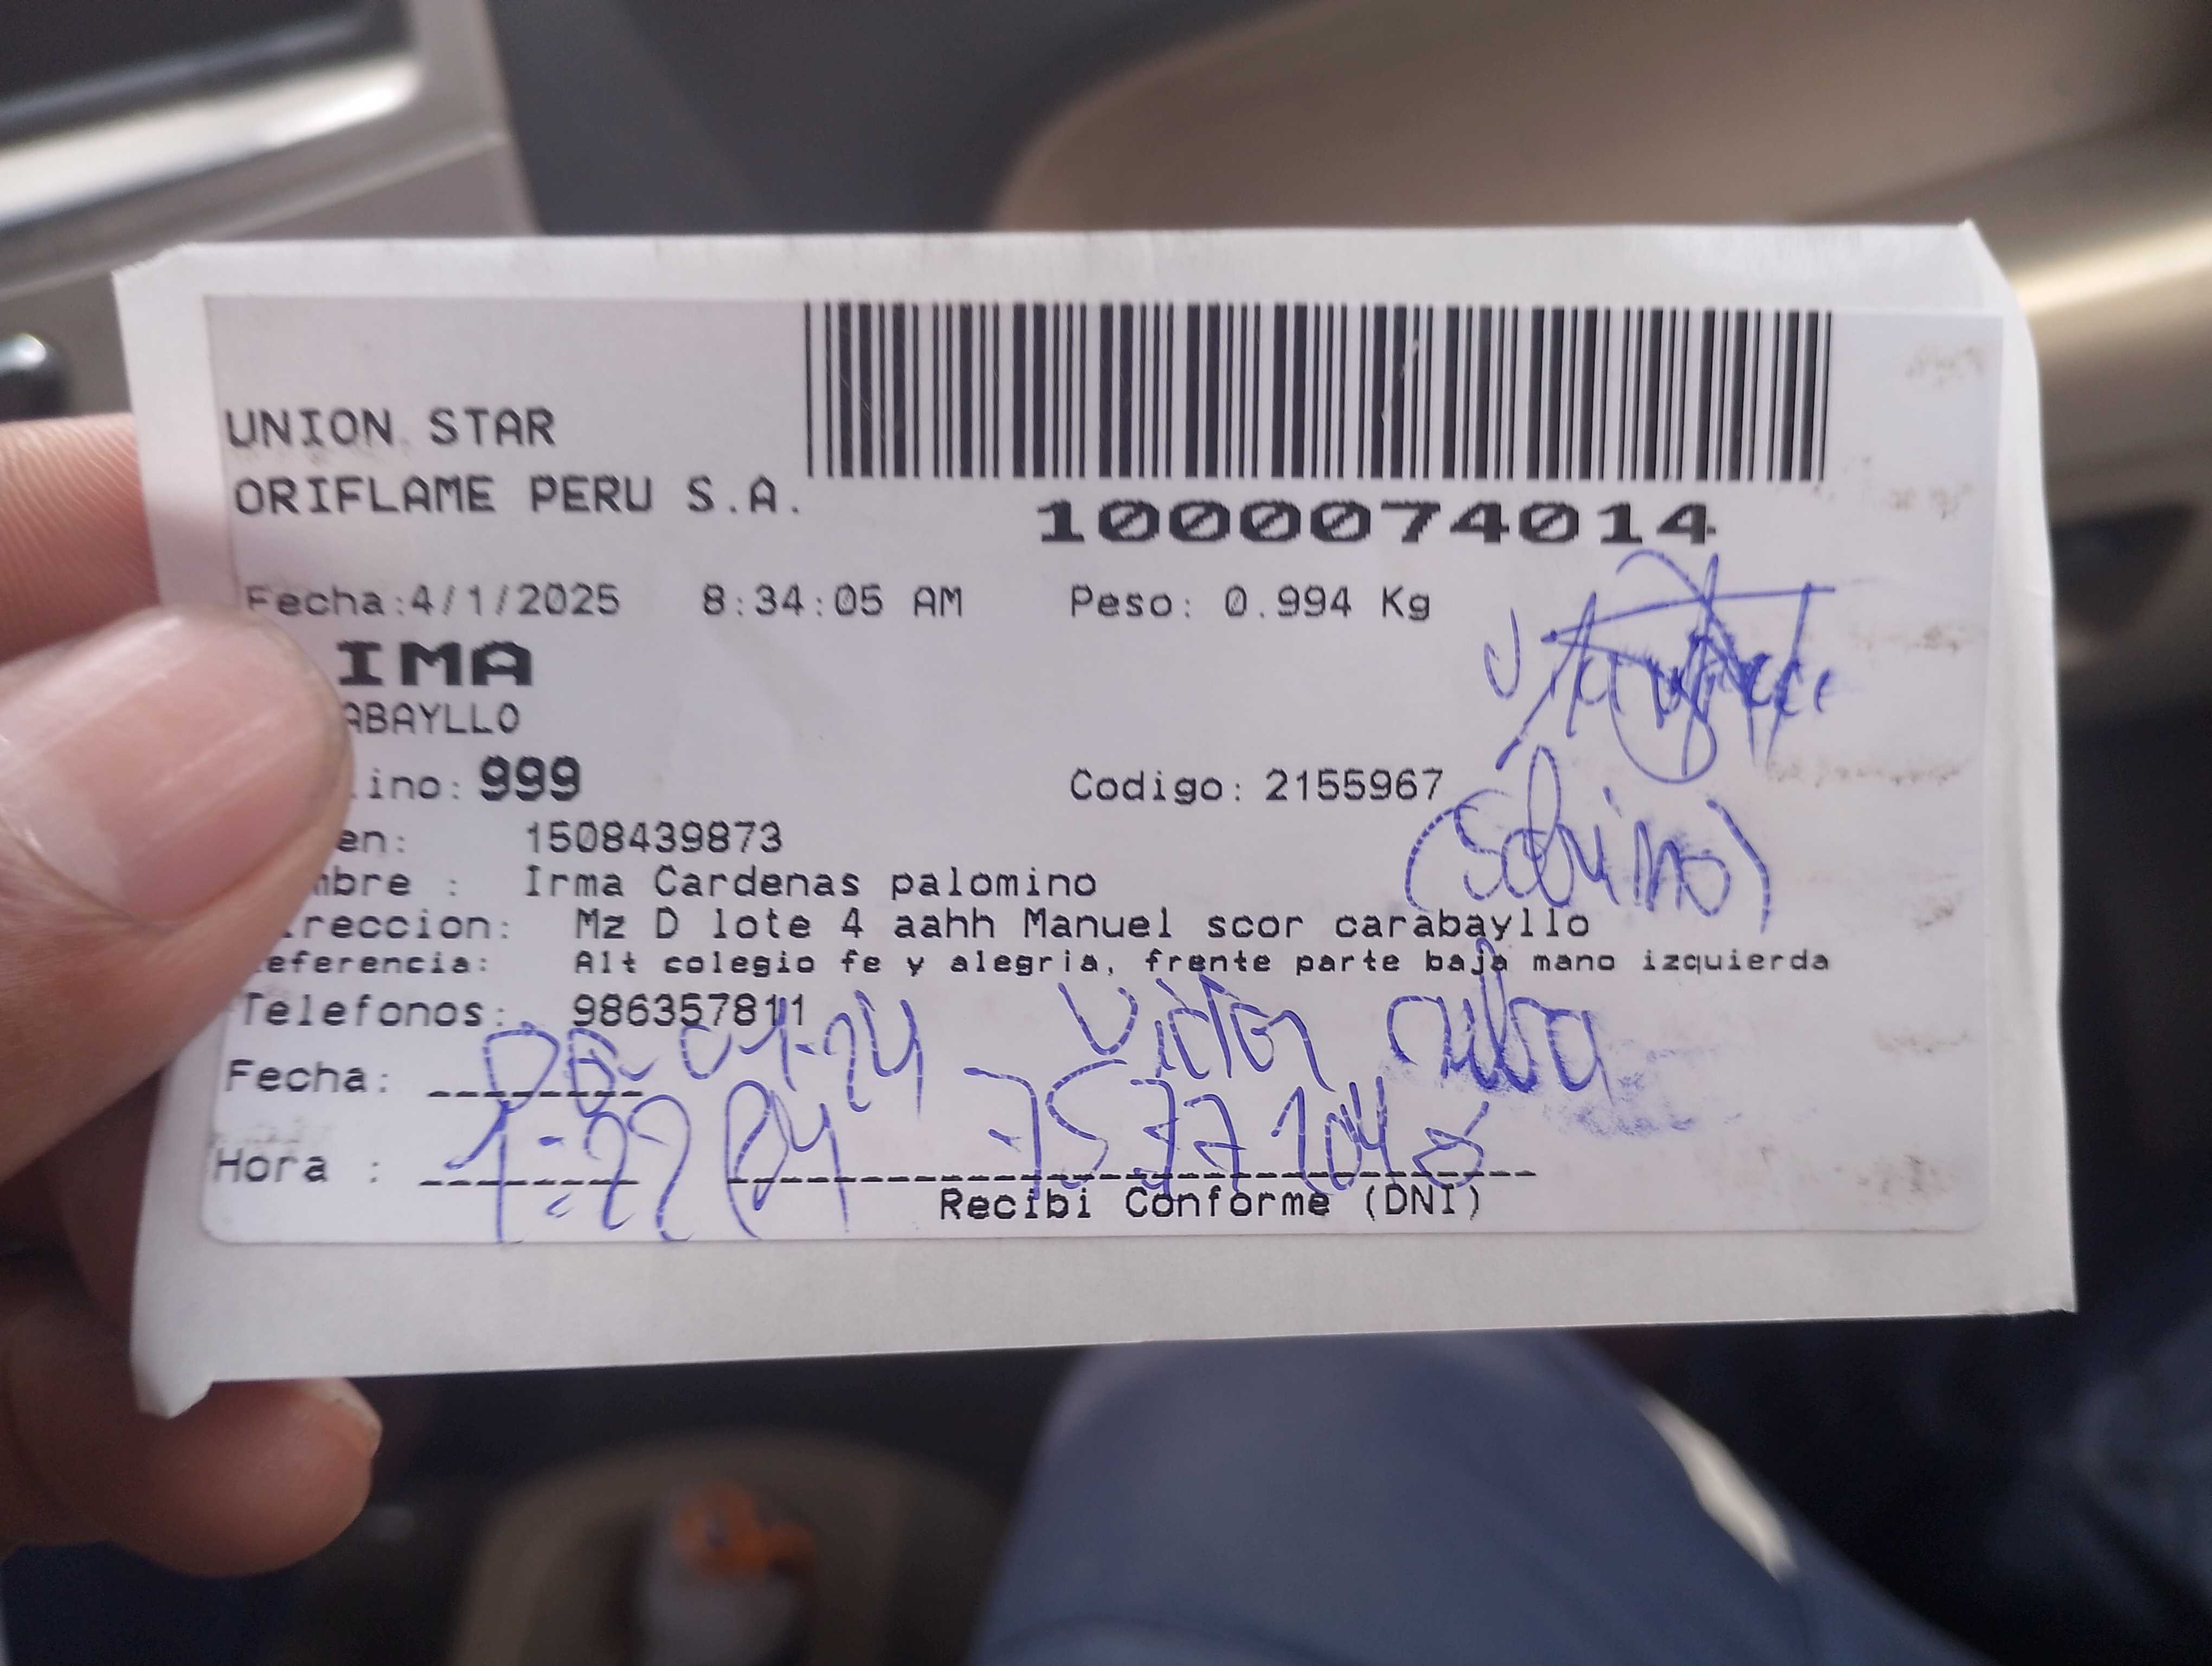 UNION STAR
ORIFLAME PERU S.A.
1000074014
Fecha:4/1/2025 8:34:05 AM Peso: 0.994 Kg
IMA
ABAYLLO
ino: 999 Codigo: 2155967
(Sobrino)
en: 1508439873
mbre : Irma Cardenas palomino
ireccion: Mz D lote 4 aahh Manuel scor carabayllo
eferencia: Alt colegio fe y alegria, frente parte baja mano izquierda
Telefonos: 986357811
Victor
Fecha:
Hora :
Recibi Conforme (DNI)